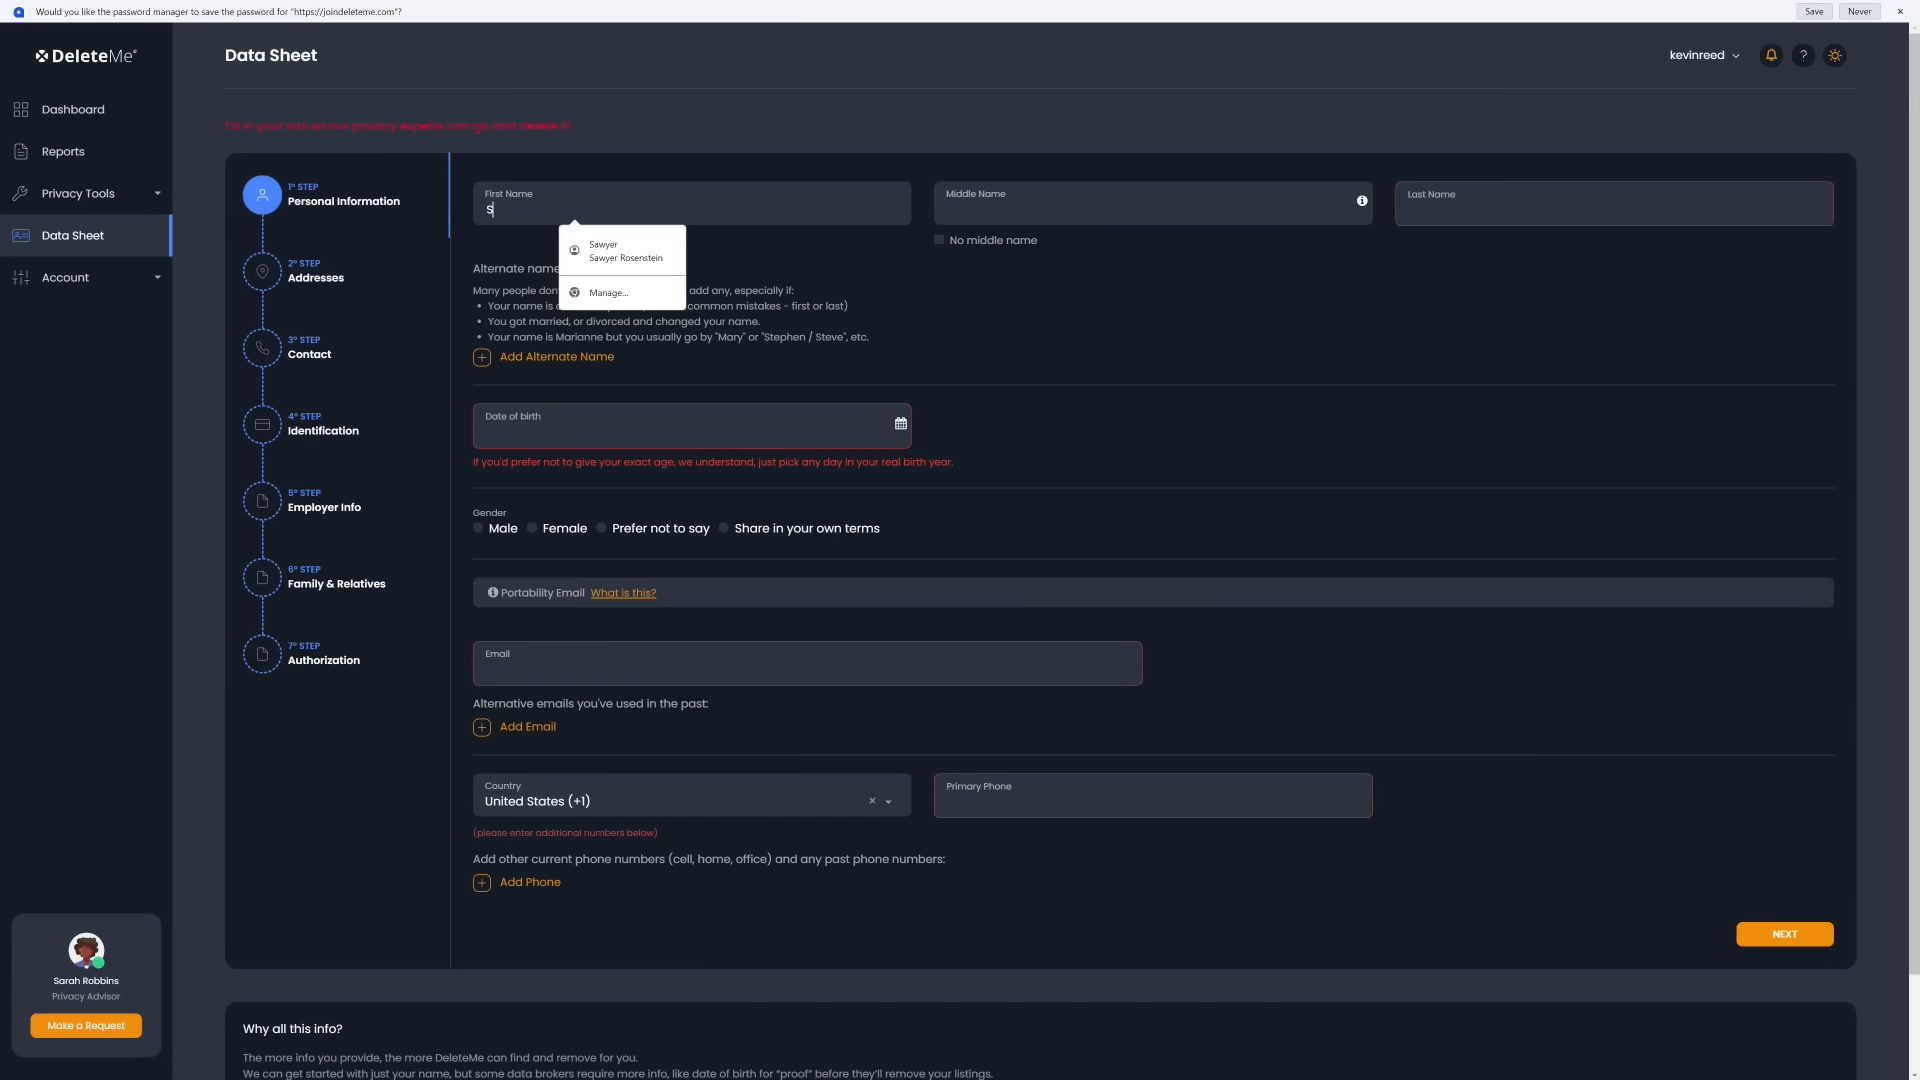 Would you like the password manager to save the password for "https://joindeleteme.com"?
Save
Never
DeleteMe
Data Sheet
kevinreed
Dashboard
Reports
Privacy Tools
Data Sheet
Account
1º STEP
Personal Information
2º STEP
Addresses
3º STEP
Contact
4º STEP
Identification
5º STEP
Employer Info
6º STEP
Family & Relatives
7º STEP
Authorization
First Name
S
Middle Name
Last Name
No middle name
Sawyer
Sawyer Rosenstein
Manage...
Alternate name
Many people don add any, especially if:
• Your name is common mistakes - first or last)
• You got married, or divorced and changed your name.
• Your name is Marianne but you usually go by "Mary" or "Stephen / Steve", etc.
Add Alternate Name
Date of birth
If you'd prefer not to give your exact age, we understand, just pick any day in your real birth year.
Gender
Male Female Prefer not to say Share in your own terms
Portability Email What is this?
Email
Alternative emails you've used in the past:
Add Email
Country
United States (+1)
Primary Phone
(please enter additional numbers below)
Add other current phone numbers (cell, home, office) and any past phone numbers:
Add Phone
NEXT
Sarah Robbins
Privacy Advisor
Make a Request
Why all this info?
The more info you provide, the more DeleteMe can find and remove for you.
We can get started with just your name, but some data brokers require more info, like date of birth for “proof” before they’ll remove your listings.